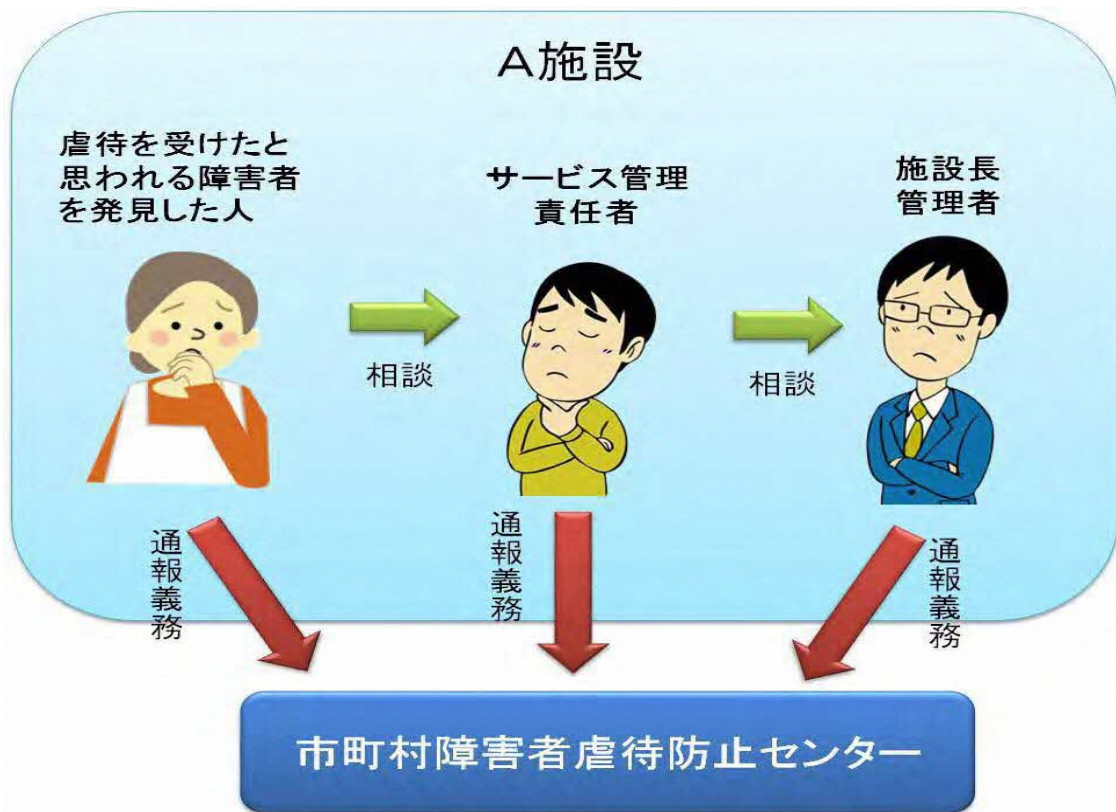 A施設
虐待を受けたと
思われる障害者
を発見した人
サービス管理
責任者
施設長
管理者
相談
相談
通報義務
通報義務
通報義務
市町村障害者虐待防止センター